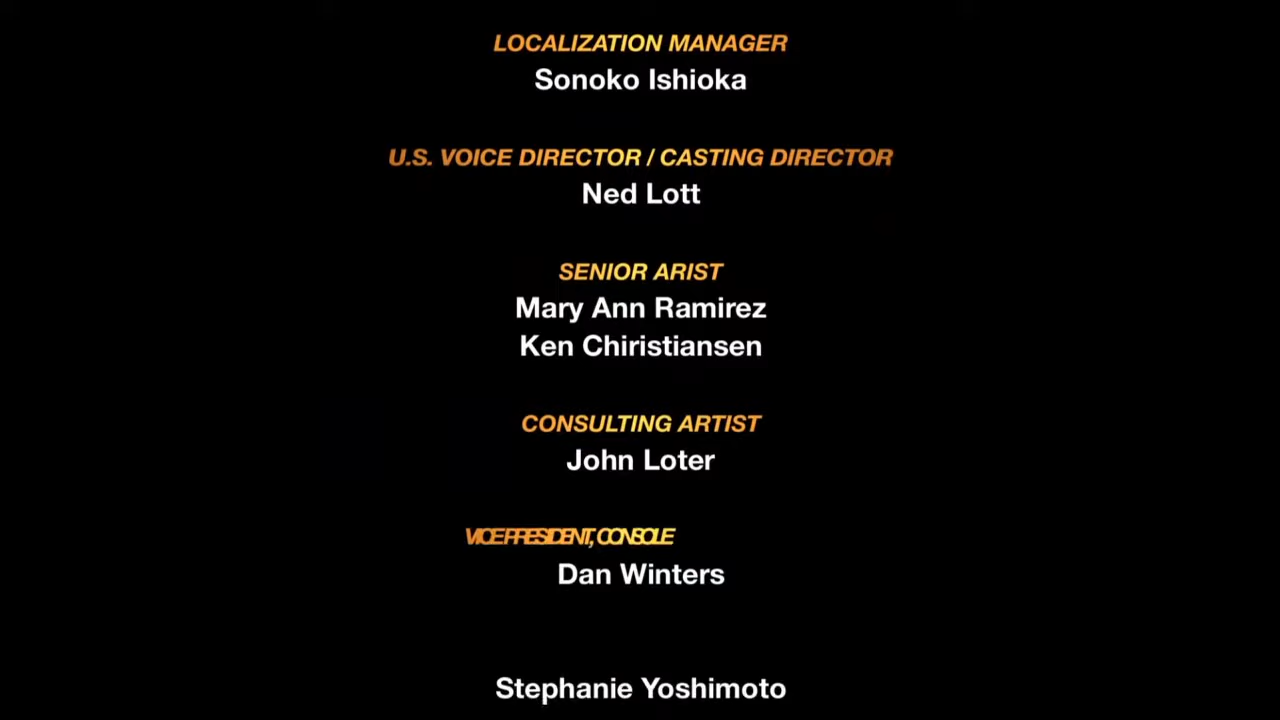 LOCALIZATION MANAGER
Sonoko Ishioka
U.S. VOICE DIRECTOR / CASTING DIRECTOR
Ned Lott
SENIOR ARIST
Mary Ann Ramirez
Ken Chiristiansen
CONSULTING ARTIST
John Loter
VICE PRESIDENT, CONSOLE
Dan Winters
Stephanie Yoshimoto